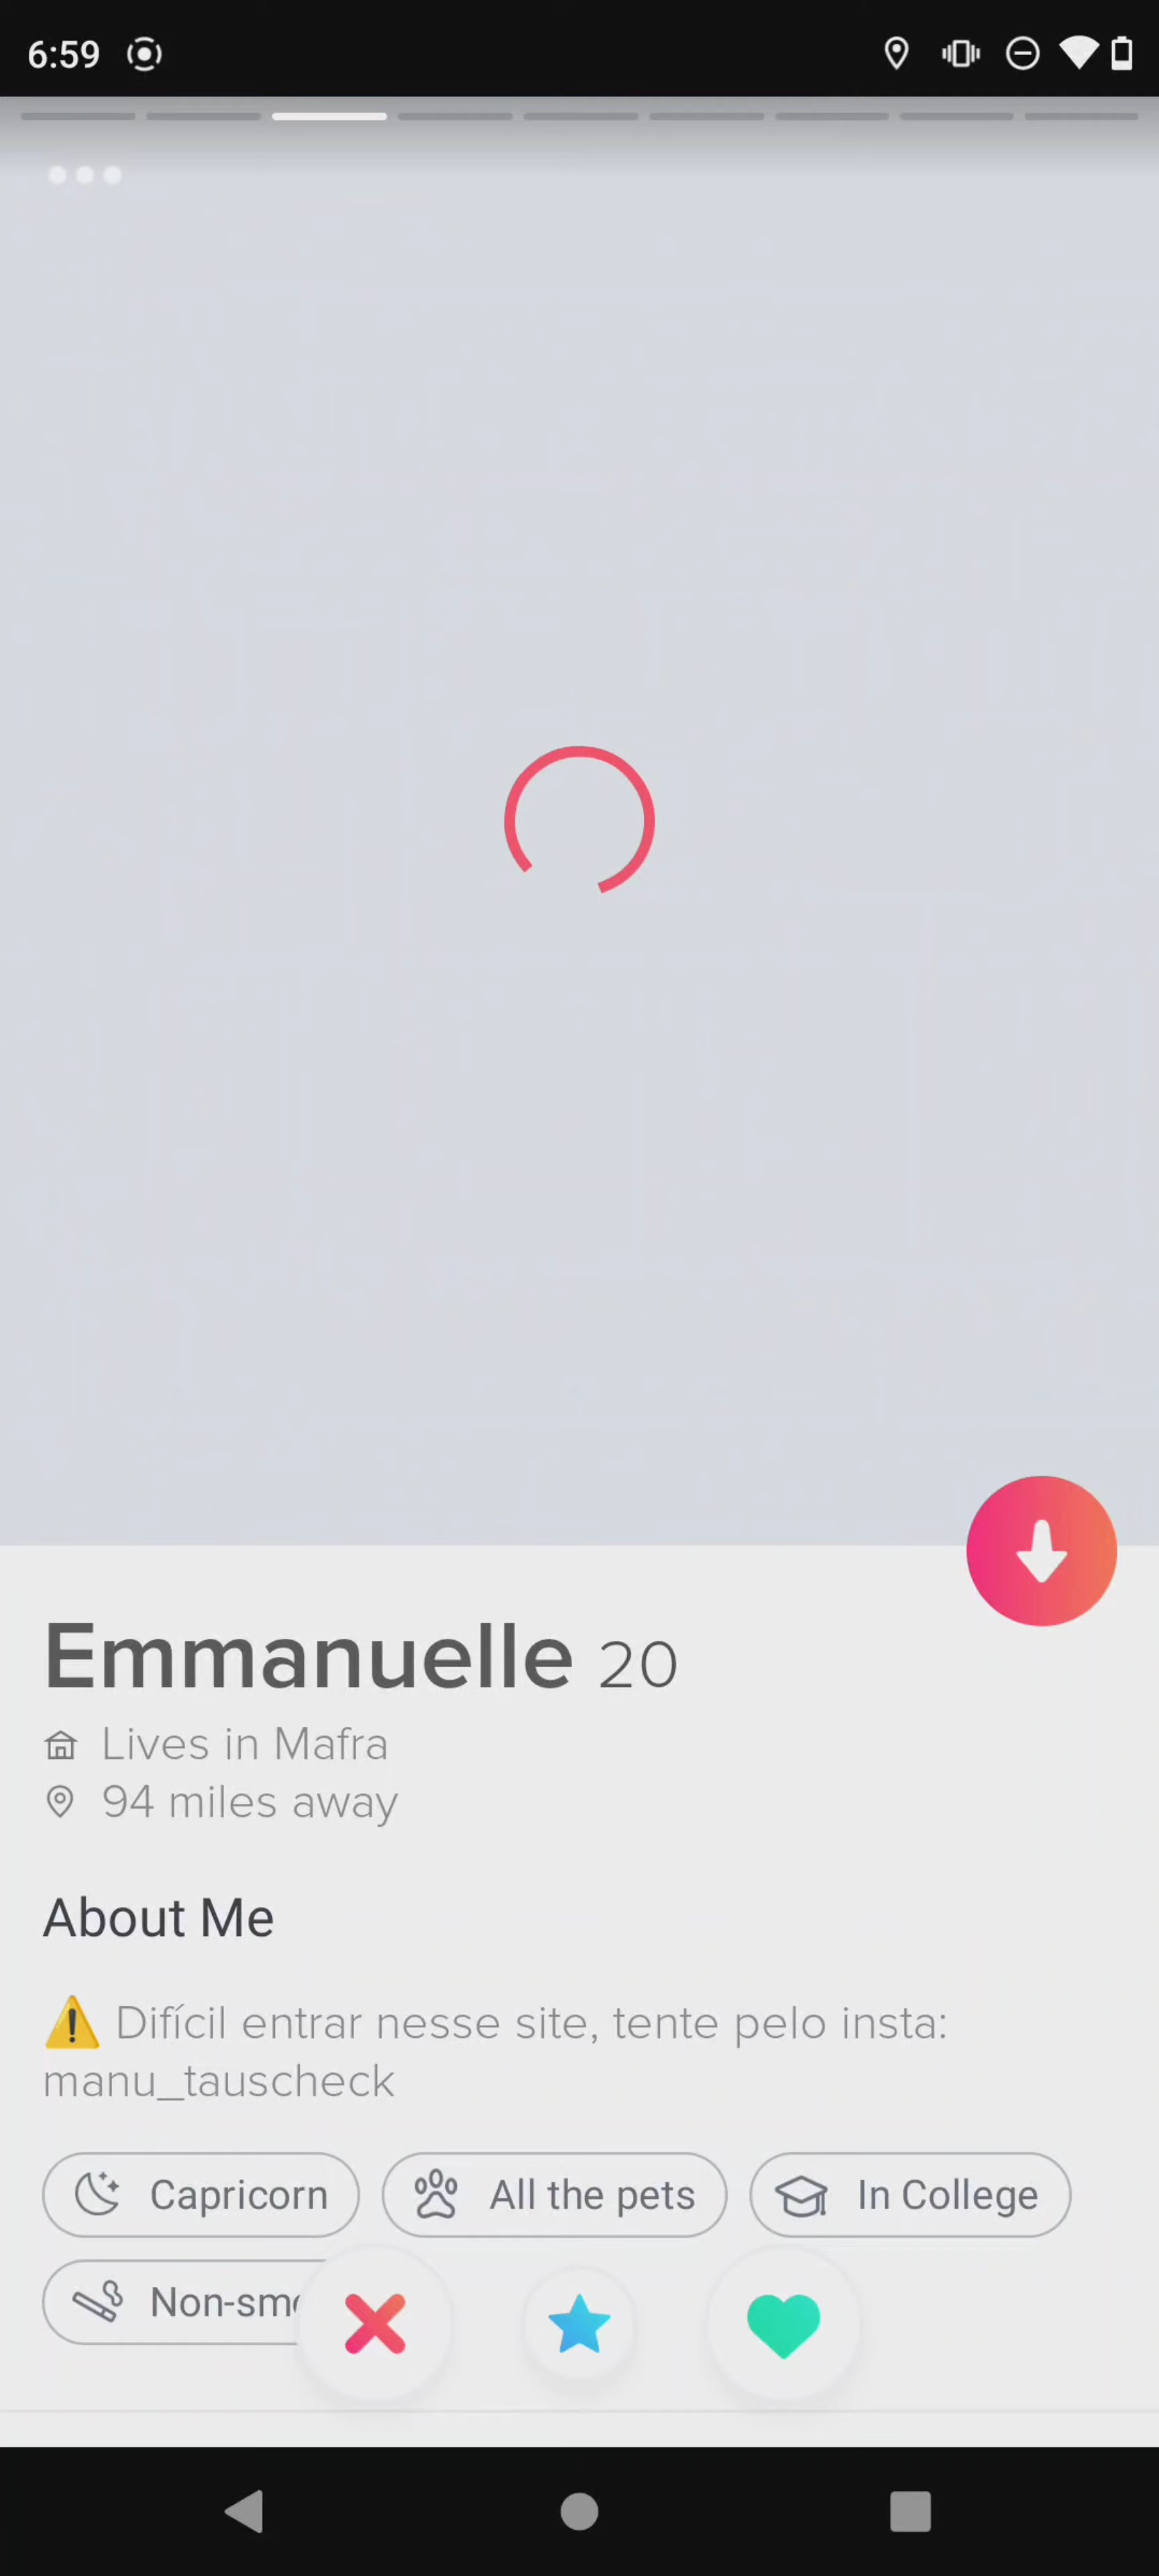 6:59
Emmanuelle 20
Lives in Mafra
94 miles away
About Me
⚠️ Difícil entrar nesse site, tente pelo insta:
manu_tauscheck
Capricorn All the pets In College
Non-smo